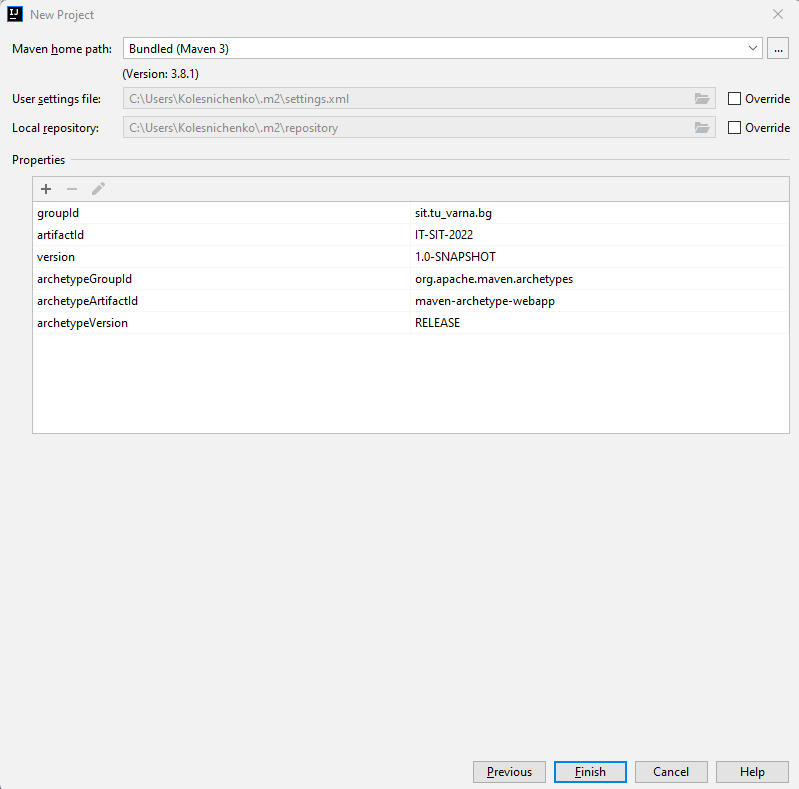 IJ New Project
Maven home path: Bundled (Maven 3) ...
(Version: 3.8.1)
User settings file: C:\Users\Kolesnichenko\.m2\settings.xml Override
Local repository: C:\Users\Kolesnichenko\.m2\repository Override
Properties
groupId sit.tu_varna.bg
artifactId IT-SIT-2022
version 1.0-SNAPSHOT
archetypeGroupId org.apache.maven.archetypes
archetypeArtifactId maven-archetype-webapp
archetypeVersion RELEASE
Previous Finish Cancel Help